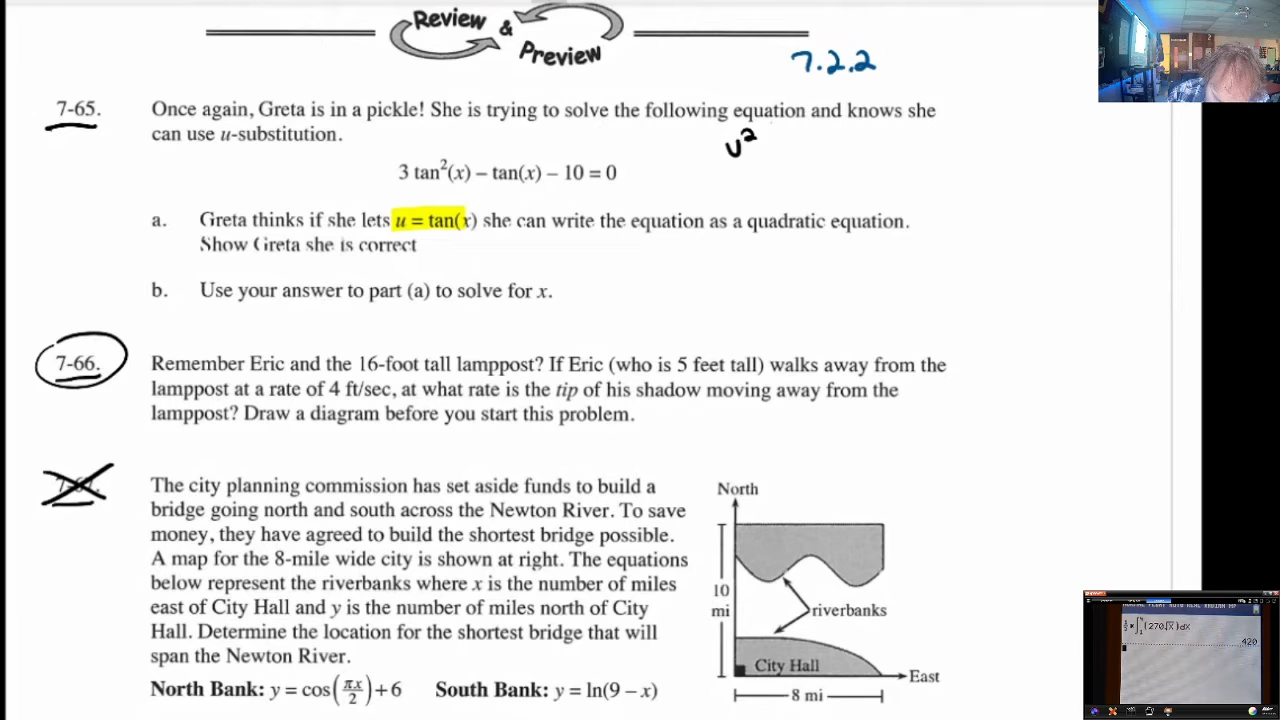 Review & Preview
7.2.2
7-65. Once again, Greta is in a pickle! She is trying to solve the following equation and knows she
can use u-substitution.
u²
3 tan²(x) – tan(x) – 10 = 0
a. Greta thinks if she lets u = tan(x) she can write the equation as a quadratic equation.
Show Greta she is correct
b. Use your answer to part (a) to solve for x.
7-66. Remember Eric and the 16-foot tall lamppost? If Eric (who is 5 feet tall) walks away from the
lamppost at a rate of 4 ft/sec, at what rate is the tip of his shadow moving away from the
lamppost? Draw a diagram before you start this problem.
The city planning commission has set aside funds to build a
bridge going north and south across the Newton River. To save
money, they have agreed to build the shortest bridge possible.
A map for the 8-mile wide city is shown at right. The equations
below represent the riverbanks where x is the number of miles
east of City Hall and y is the number of miles north of City
Hall. Determine the location for the shortest bridge that will
span the Newton River.
North Bank: y = cos(πx/2) + 6 South Bank: y = ln(9 – x)
North
10
mi
riverbanks
City Hall
East
8 mi
(270√x)dx
420